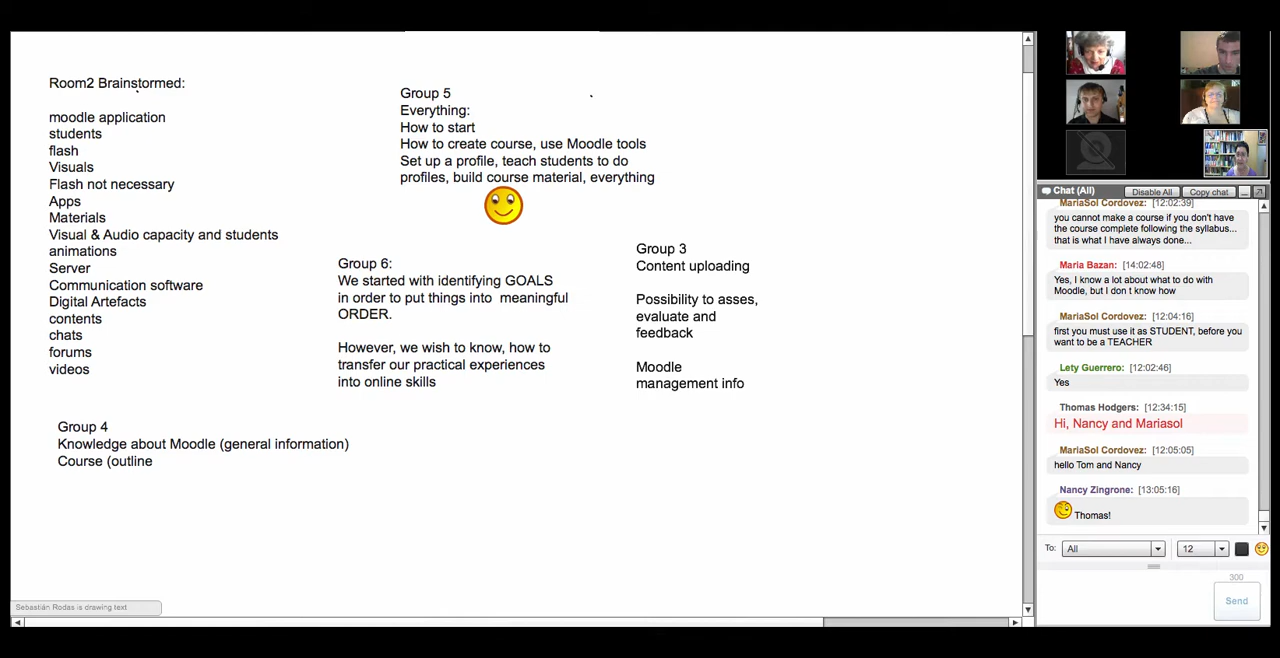 Room2 Brainstormed:
moodle application
students
flash
Visuals
Flash not necessary
Apps
Materials
Visual & Audio capacity and students
animations
Server
Communication software
Digital Artefacts
contents
chats
forums
videos
Group 5
Everything:
How to start
How to create course, use Moodle tools
Set up a profile, teach students to do
profiles, build course material, everything
Group 6:
We started with identifying GOALS
in order to put things into meaningful
ORDER.
However, we wish to know, how to
transfer our practical experiences
into online skills
Group 3
Content uploading
Possibility to asses,
evaluate and
feedback
Moodle
management info
Group 4
Knowledge about Moodle (general information)
Course (outline
Sebastián Rodas is drawing text
Chat (All)
Disable All
Copy chat
MariaSol Cordovez: [12:02:39]
you cannot make a course if you don't have
the course complete following the syllabus...
that is what I have always done...
Maria Bazan: [14:02:48]
Yes, I know a lot about what to do with
Moodle, but I don t know how
MariaSol Cordovez: [12:04:16]
first you must use it as STUDENT, before you
want to be a TEACHER
Lety Guerrero: [12:02:46]
Yes
Thomas Hodgers: [12:34:15]
Hi, Nancy and Mariasol
MariaSol Cordovez: [12:05:05]
hello Tom and Nancy
Nancy Zingrone: [13:05:16]
Thomas!
To: All 12
300
Send